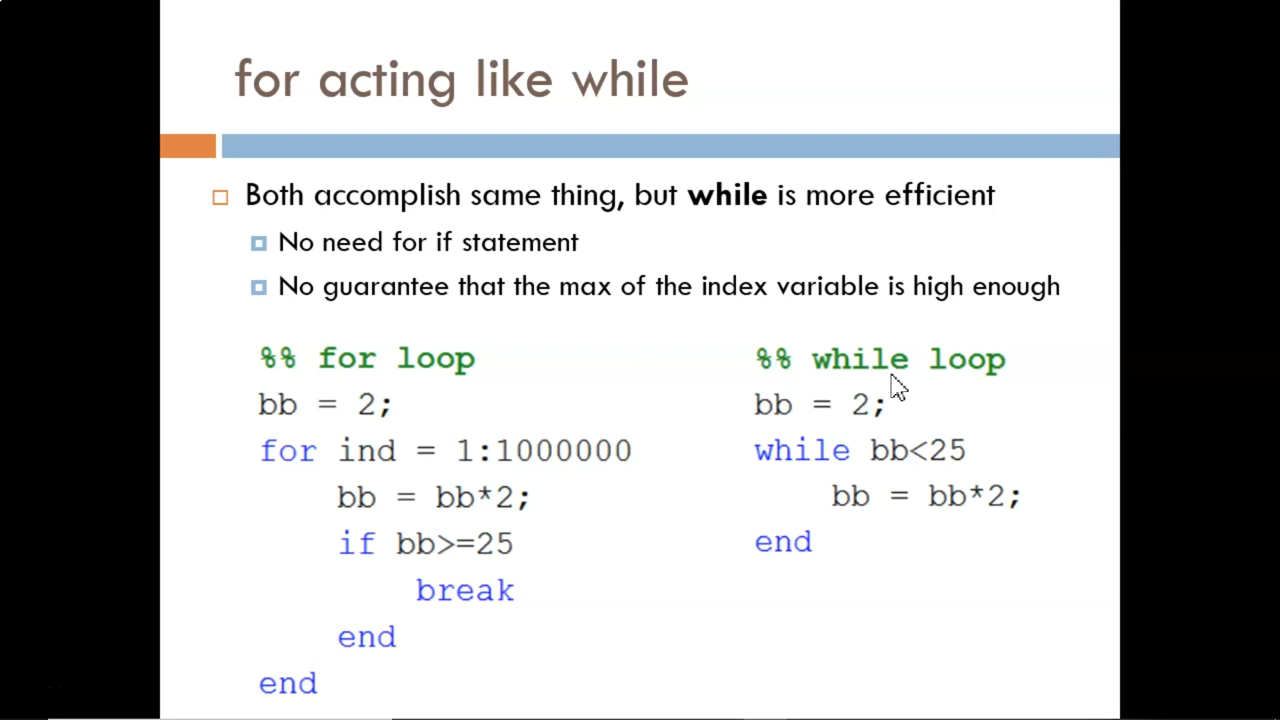 for acting like while
Both accomplish same thing, but while is more efficient
No need for if statement
No guarantee that the max of the index variable is high enough
%% for loop
bb = 2;
for ind = 1:1000000
bb = bb*2;
if bb>=25
break
end
end
%% while loop
bb = 2;
while bb<25
bb = bb*2;
end